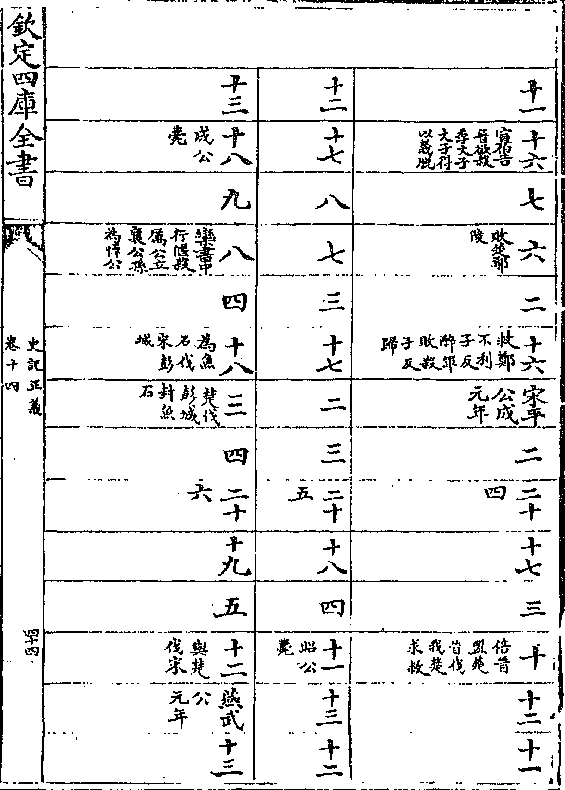 十一
十六
宣伯告
晉欲殺
季文子
文子得
以義脫
七
六
敗楚鄢
陵
二
十六
救鄭
不利
子反
醉軍
敗殺
子反
歸
宋平
公成
元年
二
二十
四
十七
三
十
倍晉
盟楚
晉伐
我楚
求救
十二
十一
十二
十七
八
七
三
十七
二
三
二十
五
十八
四
十一
昭公
薨
十三
十二
十三
十八
成公
薨
九
八
欒書中
行偃殺
厲公立
襄公孫
為悼公
四
十八
為魚
石伐
宋彭
城
三
楚伐
彭城
封魚
石
四
二十
六
十九
五
十二
與楚
伐宋
燕武
公
元年
十三
欽定四庫全書
史記正義
卷十四
四十四